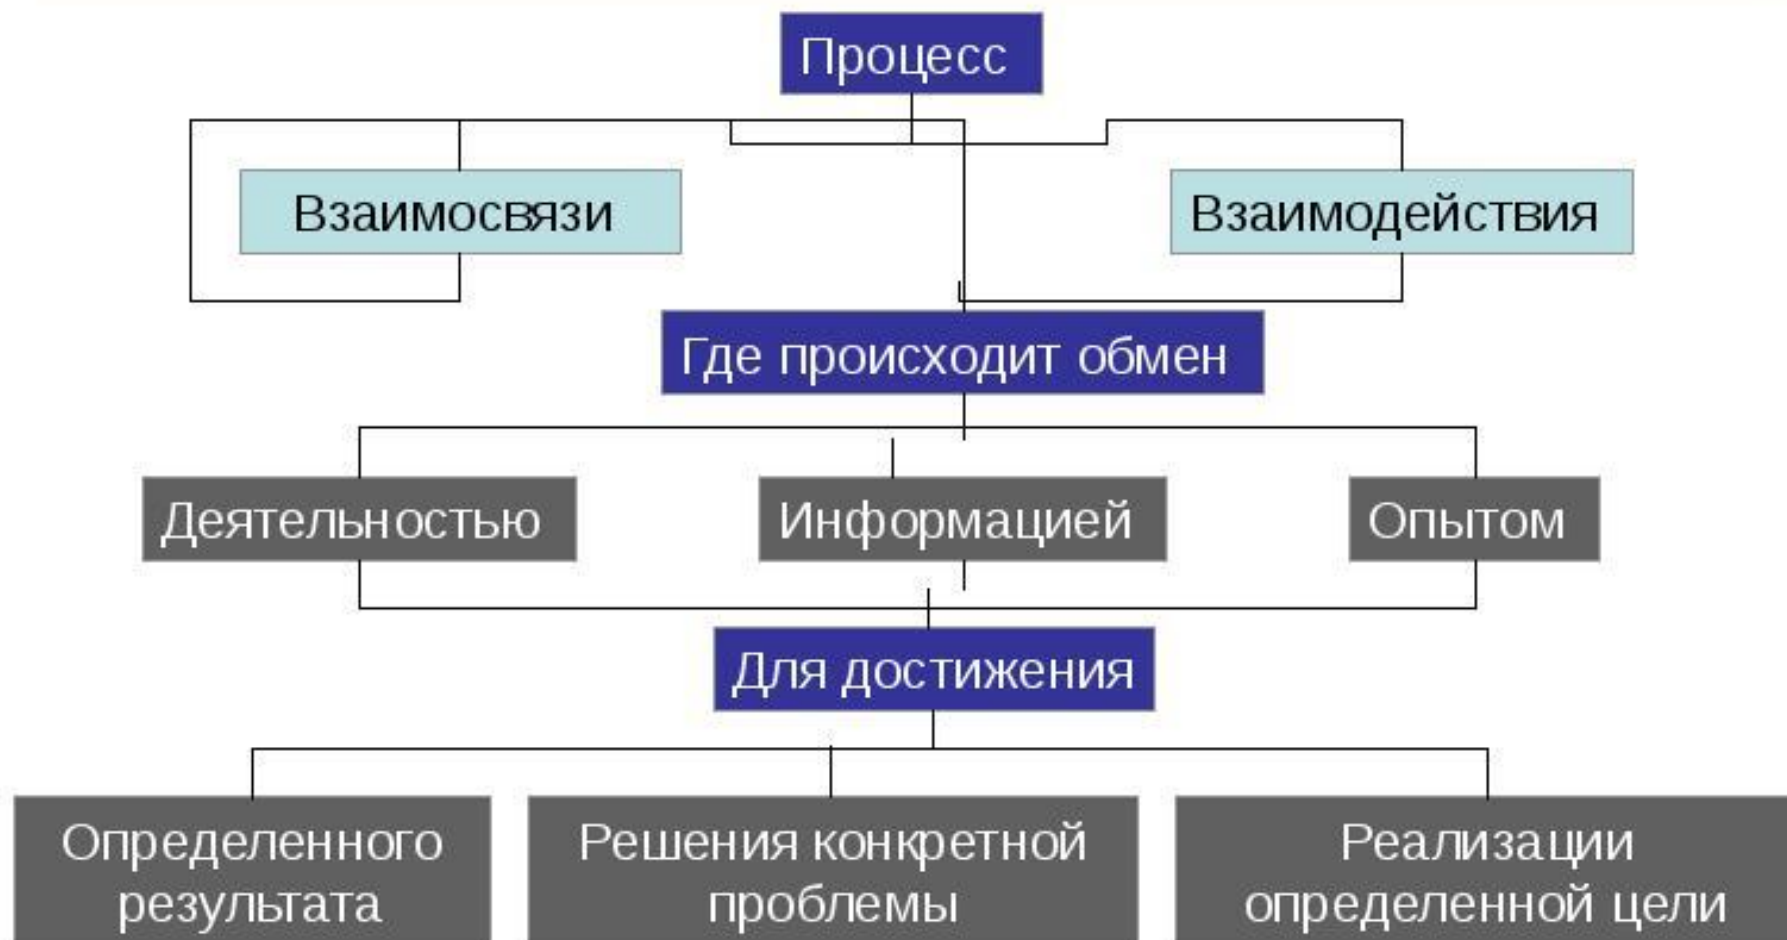 Процесс
Взаимосвязи
Взаимодействия
Где происходит обмен
Деятельностью
Информацией
Опытом
Для достижения
Определенного
результата
Решения конкретной
проблемы
Реализации
определенной цели